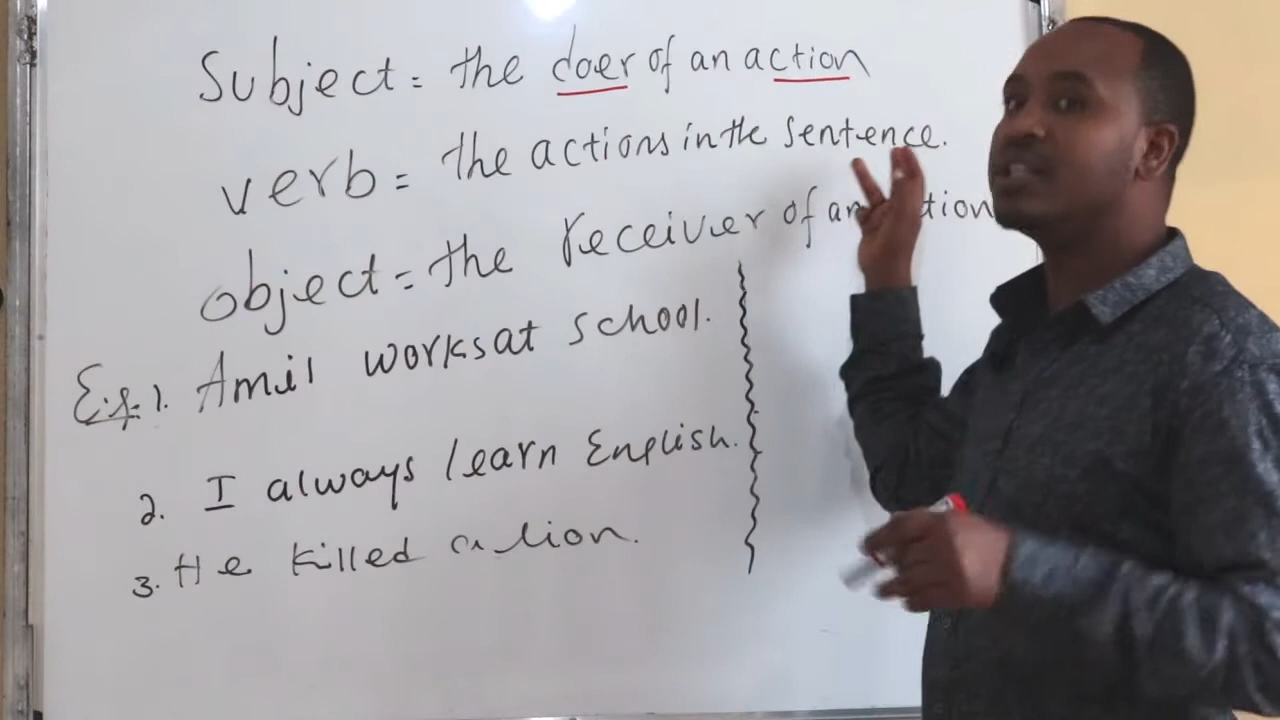 Subject = the doer of an action
verb = the actions in the sentence.
object = the receiver of an
E.g. 1. Amil works at school.
2. I always learn English.
3. He killed a lion.